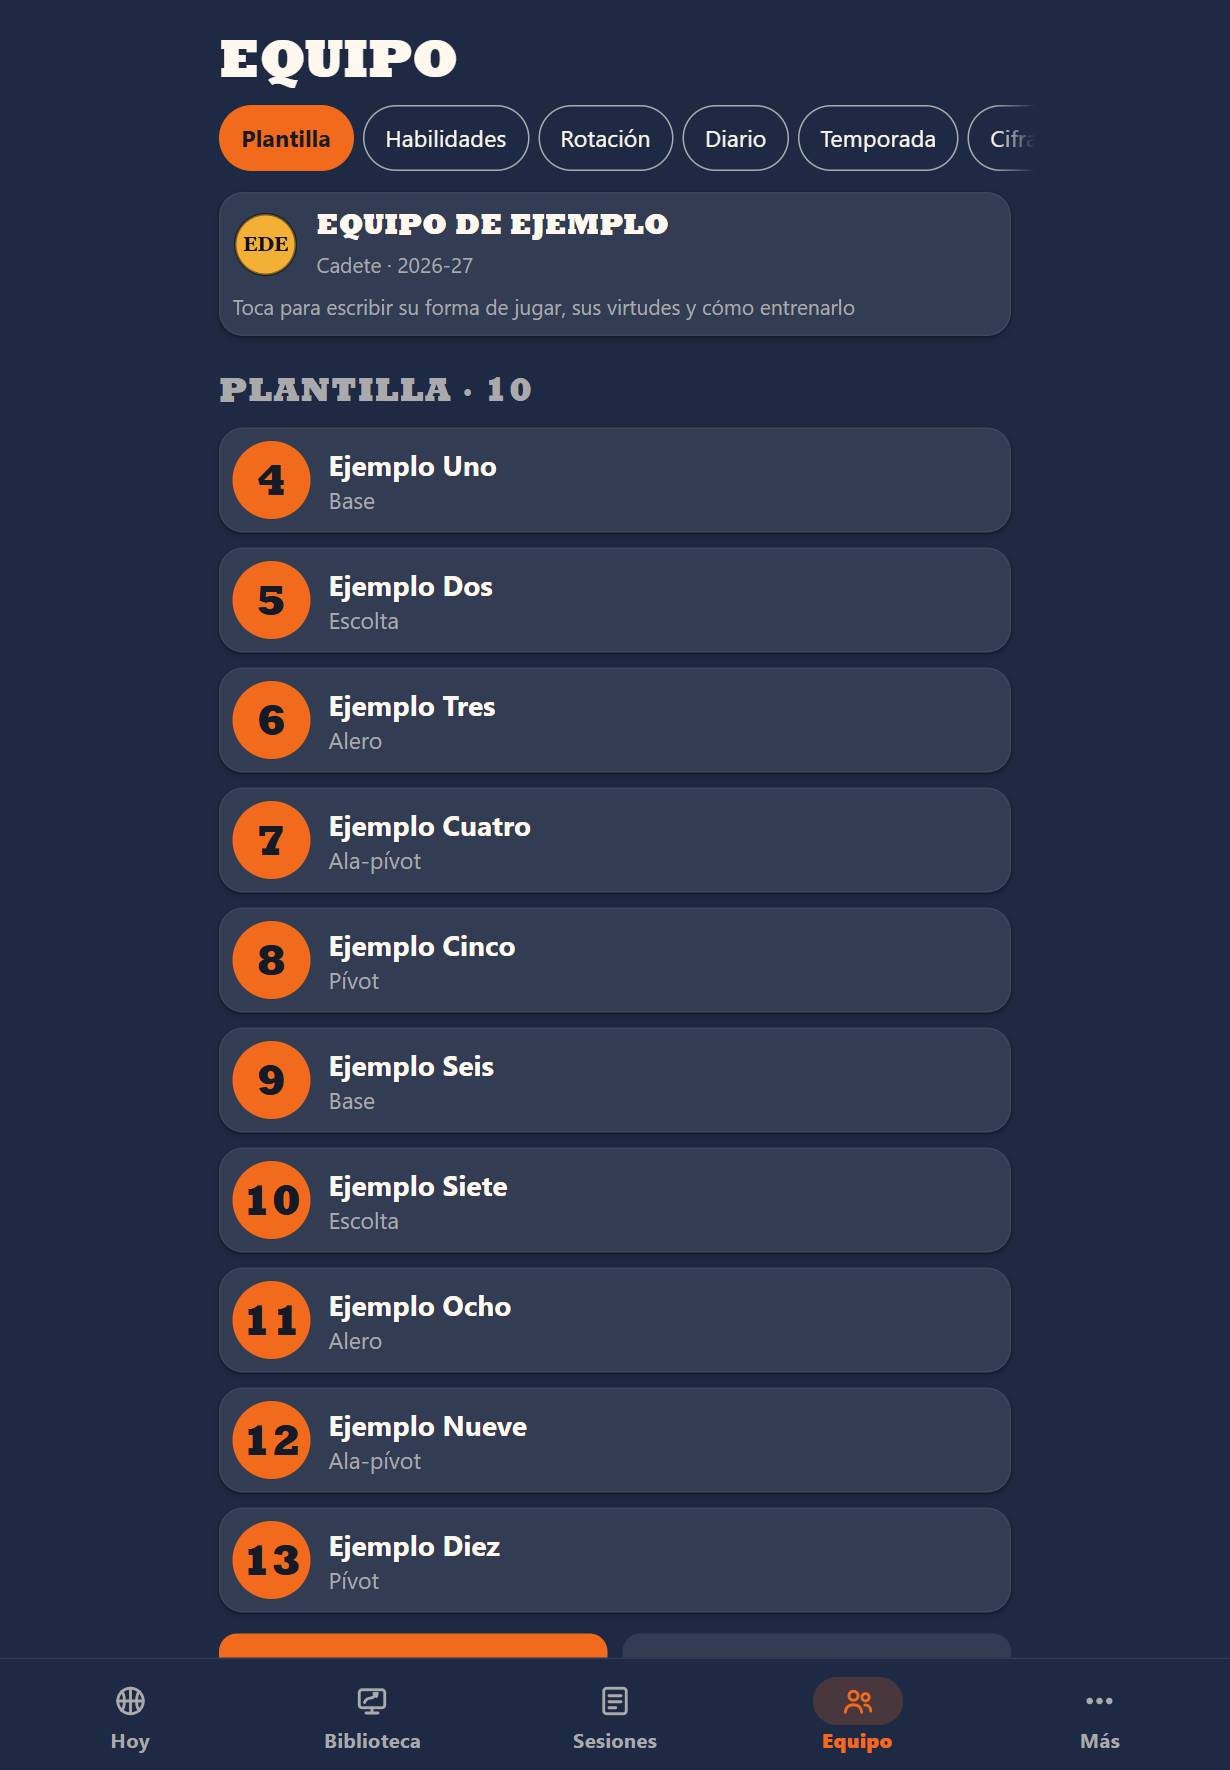 EQUIPO
Plantilla Habilidades Rotación Diario Temporada
EDE
EQUIPO DE EJEMPLO
Cadete · 2026-27
Toca para escribir su forma de jugar, sus virtudes y cómo entrenarlo
PLANTILLA · 10
4
Ejemplo Uno
Base
5
Ejemplo Dos
Escolta
6
Ejemplo Tres
Alero
7
Ejemplo Cuatro
Ala-pívot
8
Ejemplo Cinco
Pívot
9
Ejemplo Seis
Base
10
Ejemplo Siete
Escolta
11
Ejemplo Ocho
Alero
12
Ejemplo Nueve
Ala-pívot
13
Ejemplo Diez
Pívot
Hoy Biblioteca Sesiones Equipo Más